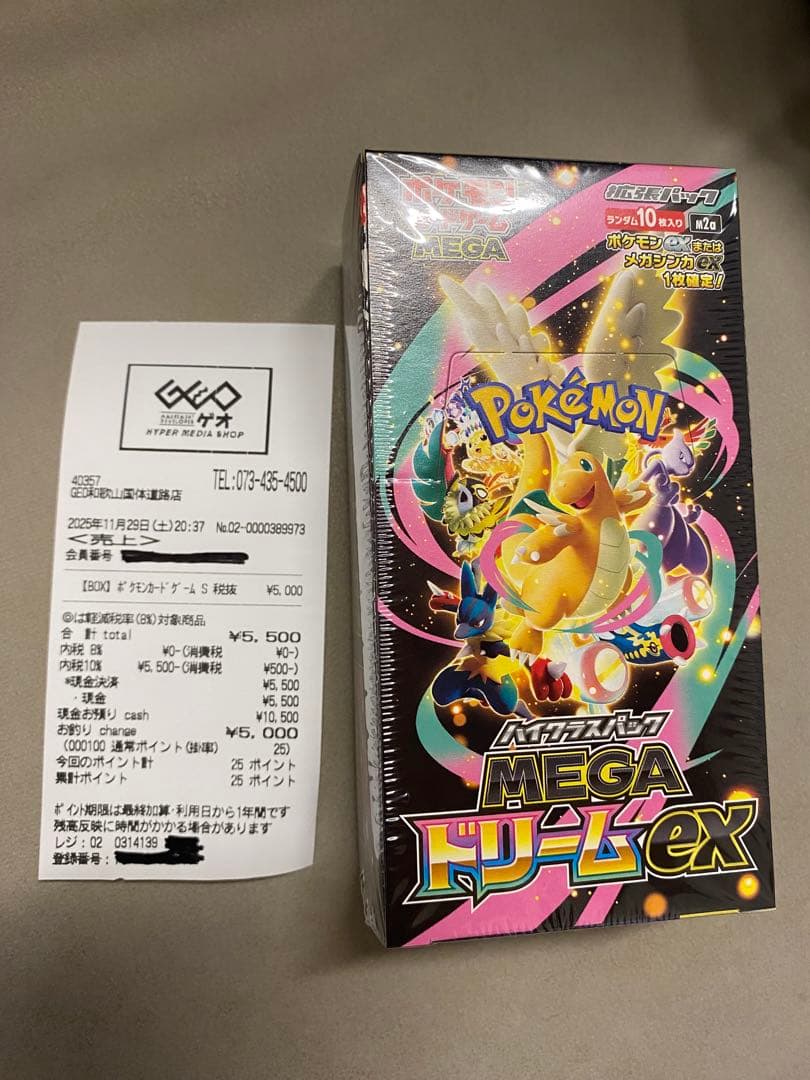 GEO
ゲオ
HYPER MEDIA SHOP
40357
TEL:073-435-4500
GEO和歌山国体道路店
2025年11月29日(土)20:37 №02-0000389973
<売上>
会員番号
【BOX】ポケモンカードゲーム S 税抜 ¥5,000
◎は軽減税率(8%)対象商品
合 計 total ¥5,500
内税 8% ¥0-(消費税 ¥0-)
内税10% ¥5,500-(消費税 ¥500-)
*現金決済 ¥5,500
・現金 ¥5,500
現金お預り cash ¥10,500
お釣り change ¥5,000
(000100 通常ポイント(掛率) 25)
今回のポイント計 25 ポイント
累計ポイント 25 ポイント
ポイント期限は最終加算・利用日から1年間です
残高反映に時間がかかる場合があります
レジ:02 0314139
登録番号:
ポケモン
カードゲーム
MEGA
拡張パック
ランダム10枚入り M2a
ポケモンexまたは
メガシンカex
1枚確定!
POKéMON
ハイクラスパック
MEGA
ドリームex